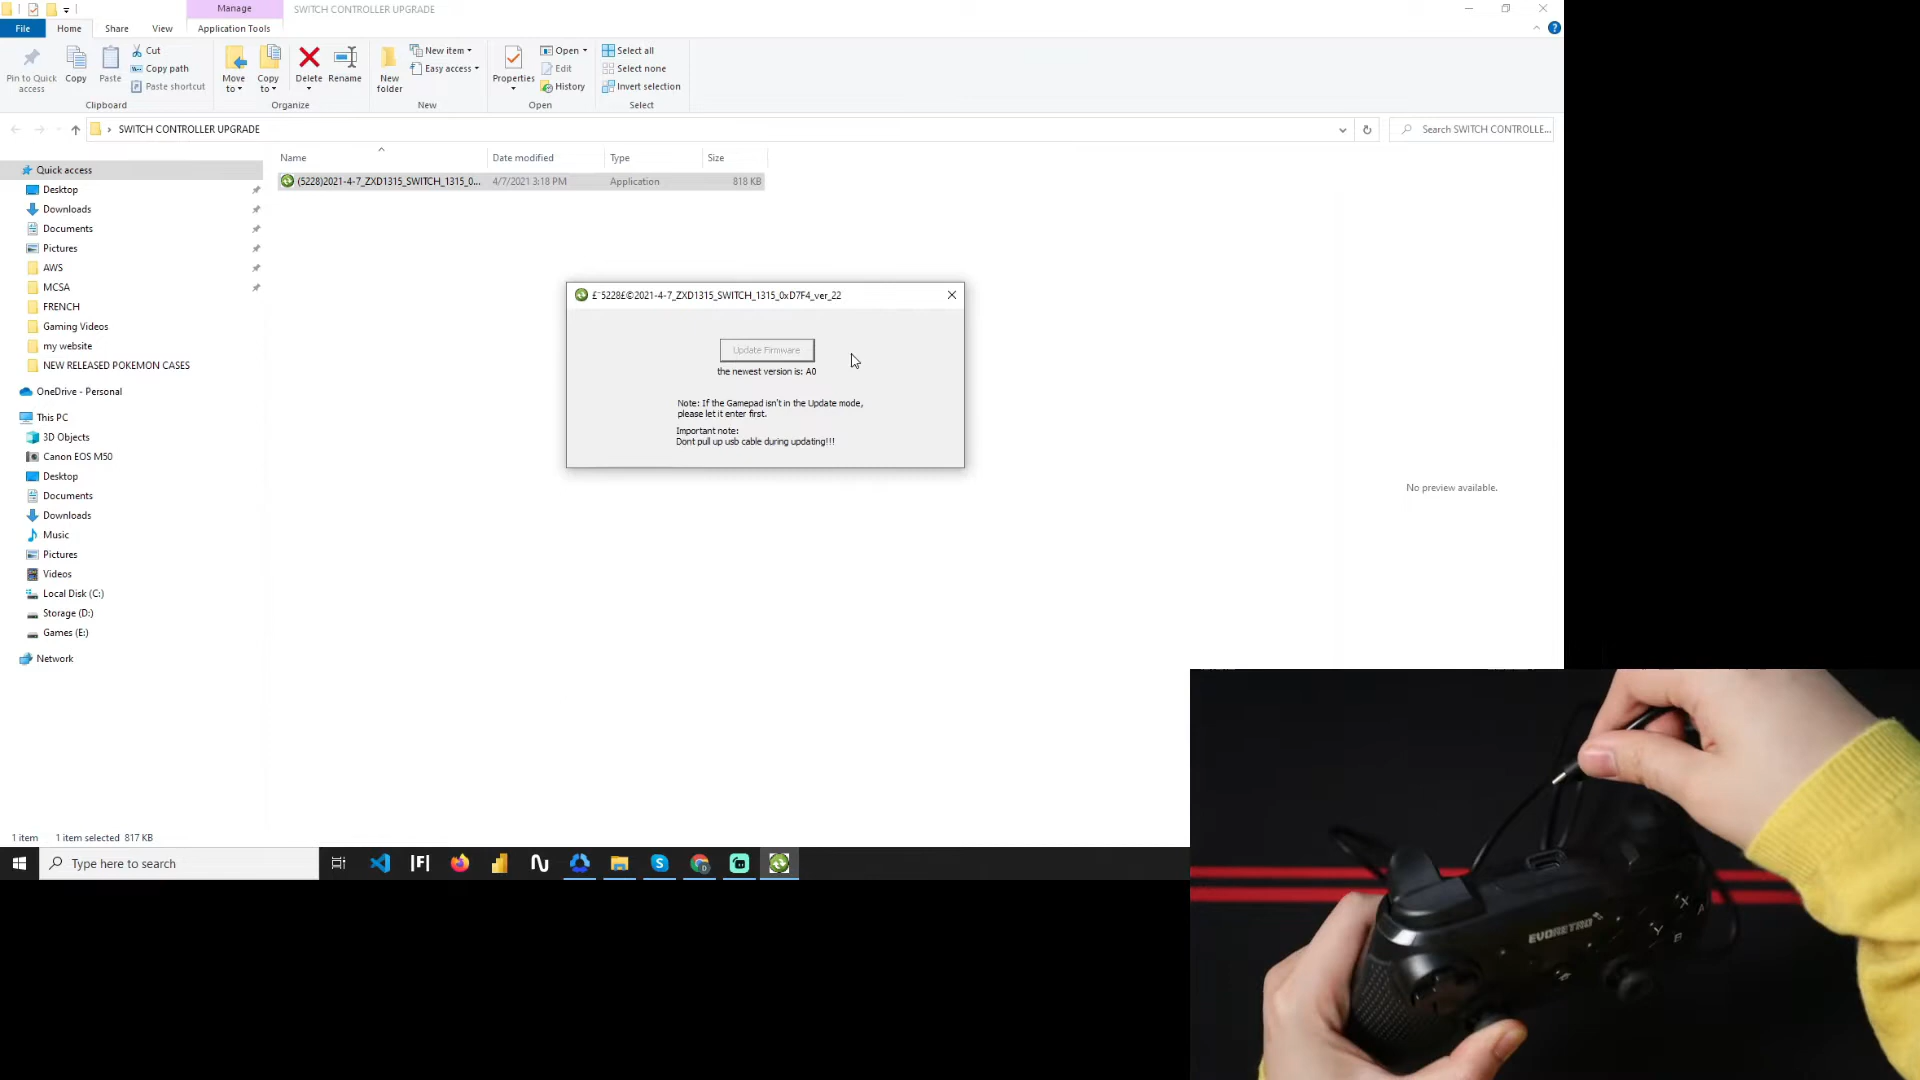 Manage
SWITCH CONTROLLER UPGRADE
File
Home
Share
View
Application Tools
Pin to Quick access
Copy
Paste
Cut
Copy path
Paste shortcut
Clipboard
Move to
Copy to
Delete
Rename
Organize
New folder
New item
Easy access
New
Properties
Open
Edit
History
Open
Select all
Select none
Invert selection
Select
SWITCH CONTROLLER UPGRADE
Search SWITCH CONTROLLE...
Name
Date modified
Type
Size
(5228)2021-4-7_ZXD1315_SWITCH_1315_0...
4/7/2021 3:18 PM
Application
818 KB
Quick access
Desktop
Downloads
Documents
Pictures
AWS
MCSA
FRENCH
Gaming Videos
my website
NEW RELEASED POKEMON CASES
OneDrive - Personal
This PC
3D Objects
Canon EOS M50
Desktop
Documents
Downloads
Music
Pictures
Videos
Local Disk (C:)
Storage (D:)
Games (E:)
Network
£¨5228£©2021-4-7_ZXD1315_SWITCH_1315_0xD7F4_ver_22
Update Firmware
the newest version is: A0
Note: If the Gamepad isn't in the Update mode,
please let it enter first.
Important note:
Dont pull up usb cable during updating!!!
No preview available.
1 item
1 item selected 817 KB
Type here to search
EVORETRO
X
A
Y
B